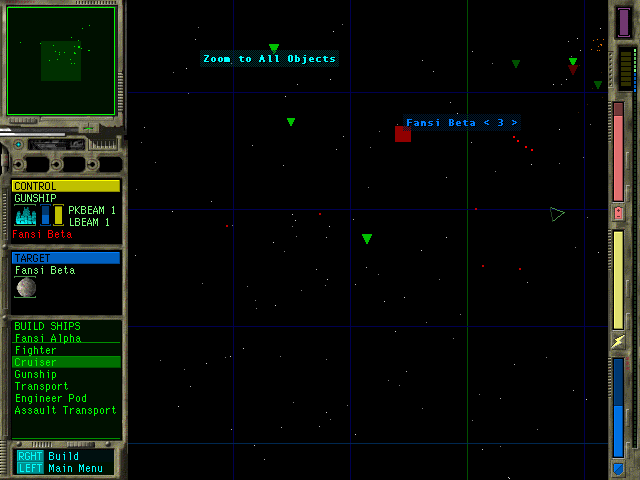 Zoom to All Objects
Fansi Beta < 3 >
CONTROL
GUNSHIP
PKBEAM 1
LBEAM 1
Fansi Beta
TARGET
Fansi Beta
BUILD SHIPS
Fansi Alpha
Fighter
Cruiser
Gunship
Transport
Engineer Pod
Assault Transport
RGHT Build
LEFT Main Menu